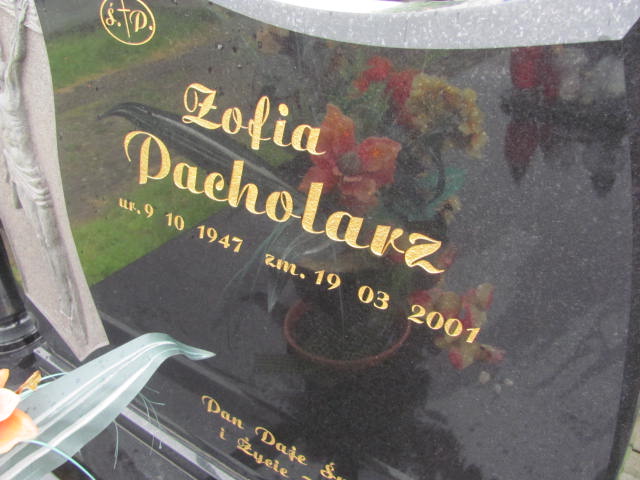 Ś. P.
Zofia
Pacholarz
ur. 9 10 1947 zm. 19 03 2001
Pan Daje
i Życie -